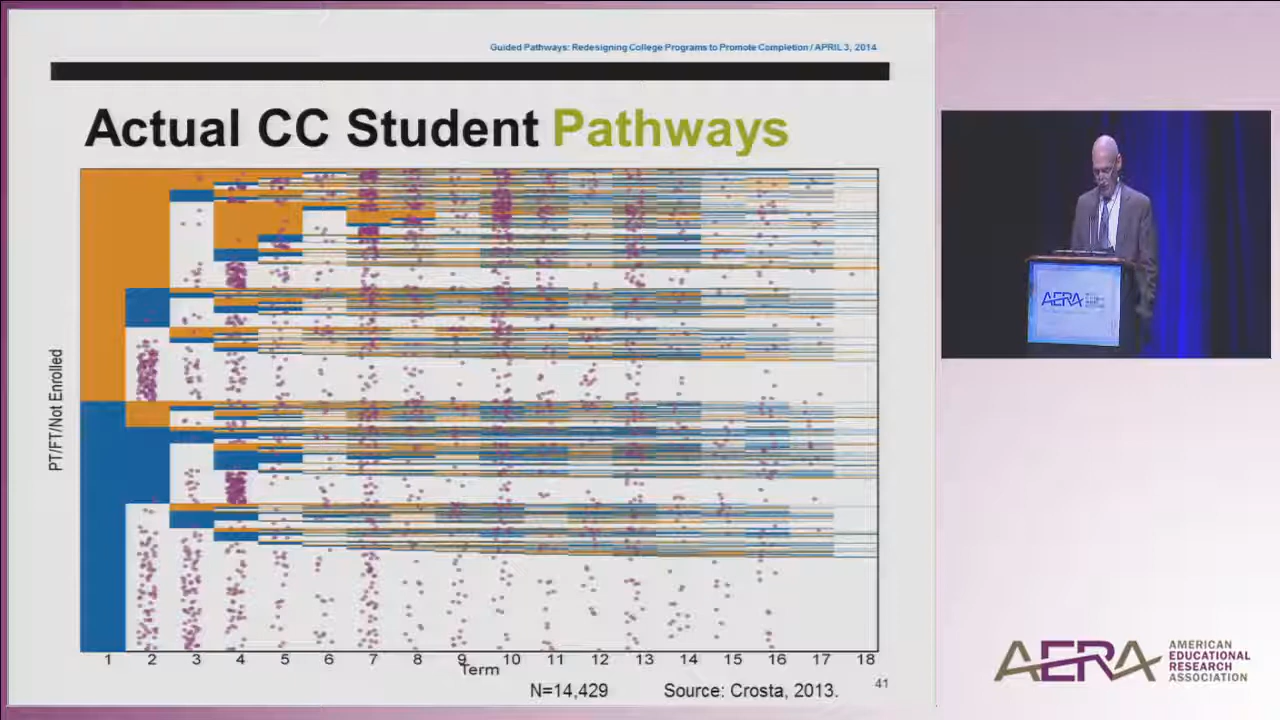 Guided Pathways: Redesigning College Programs to Promote Completion / APRIL 3, 2014
Actual CC Student Pathways
PT/FT/Not Enrolled
1 2 3 4 5 6 7 8 9 10 11 12 13 14 15 16 17 18
Term
N=14,429 Source: Crosta, 2013.
41
AERA
AERA
AMERICAN
EDUCATIONAL
RESEARCH
ASSOCIATION